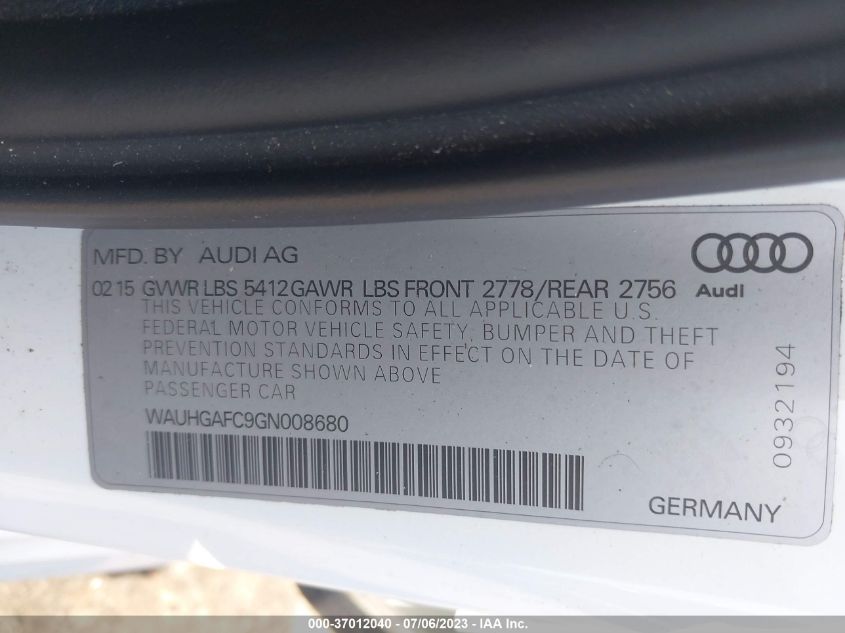 MFD. BY AUDI AG
02 15 GVWR LBS 5412 GAWR LBS FRONT 2778/REAR 2756
Audi
THIS VEHICLE CONFORMS TO ALL APPLICABLE U.S.
FEDERAL MOTOR VEHICLE SAFETY, BUMPER AND THEFT
PREVENTION STANDARDS IN EFFECT ON THE DATE OF
MANUFACTURE SHOWN ABOVE
PASSENGER CAR
WAUHGAFC9GN008680
0932194
GERMANY
000-37012040 - 07/06/2023 - IAA Inc.